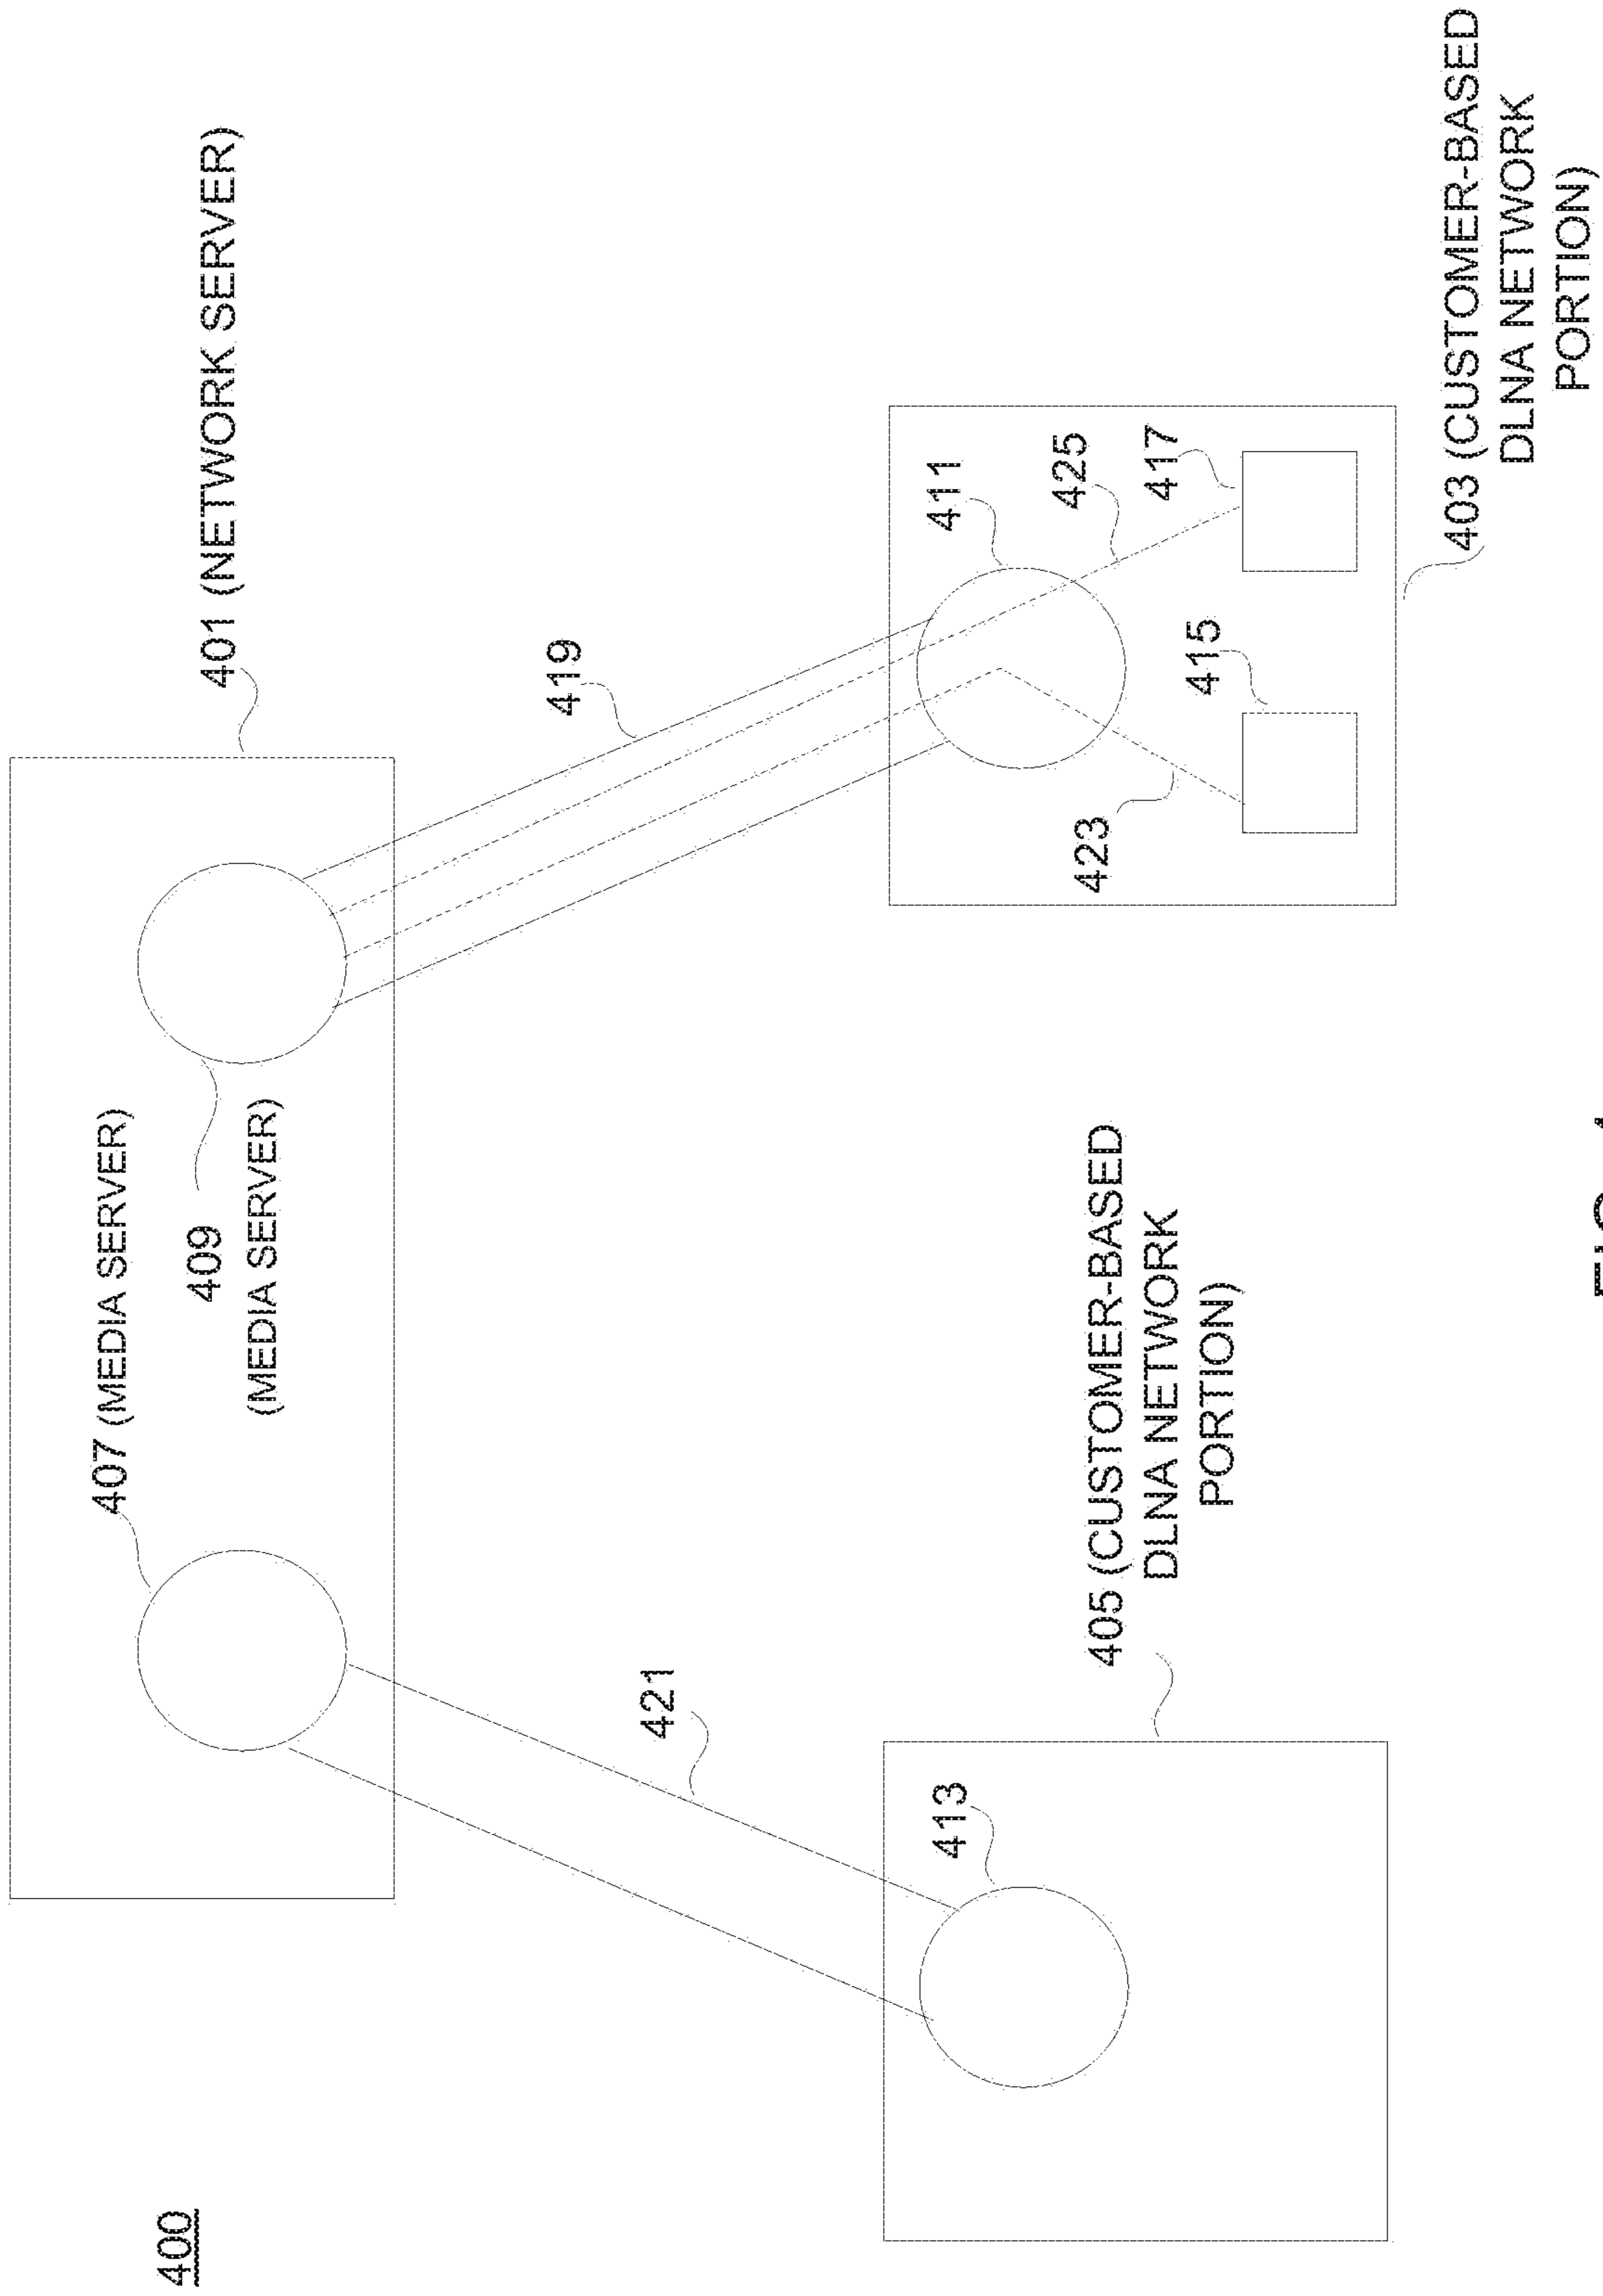 400
407 (MEDIA SERVER)
409
(MEDIA SERVER)
401 (NETWORK SERVER)
421
419
413
405 (CUSTOMER-BASED
DLNA NETWORK
PORTION)
411
425
423
415
417
403 (CUSTOMER-BASED
DLNA NETWORK
PORTION)